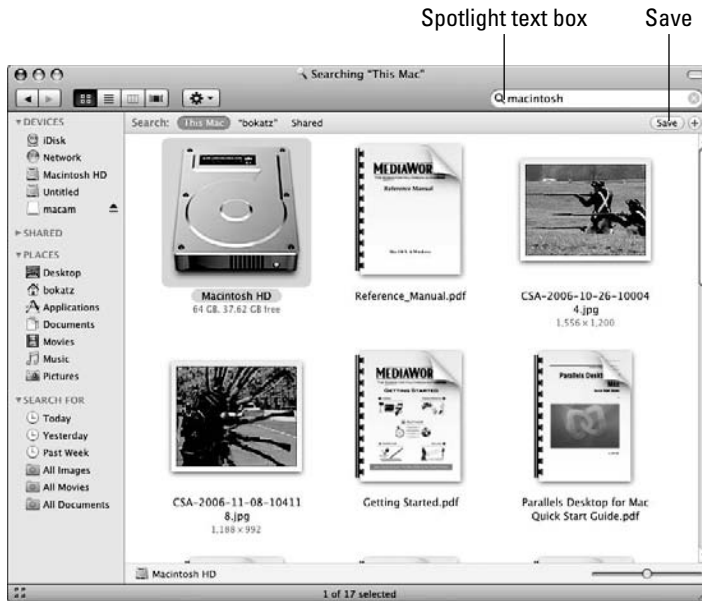 Spotlight text box Save
Searching "This Mac"
macintosh
Search: This Mac "bokatz" Shared Save
DEVICES
iDisk
Network
Macintosh HD
Untitled
macam
SHARED
PLACES
Desktop
bokatz
Applications
Documents
Movies
Music
Pictures
SEARCH FOR
Today
Yesterday
Past Week
All Images
All Movies
All Documents
MEDIAWOR
Reference Manual
Macintosh HD
64 GB, 37.62 GB free
Reference_Manual.pdf
CSA-2006-10-26-10004
4.jpg
1,556 × 1,200
MEDIAWOR
GETTING STARTED
Parallels Desktop
Mac
CSA-2006-11-08-10411
8.jpg
1,188 × 992
Getting Started.pdf
Parallels Desktop for Mac
Quick Start Guide.pdf
Macintosh HD
1 of 17 selected